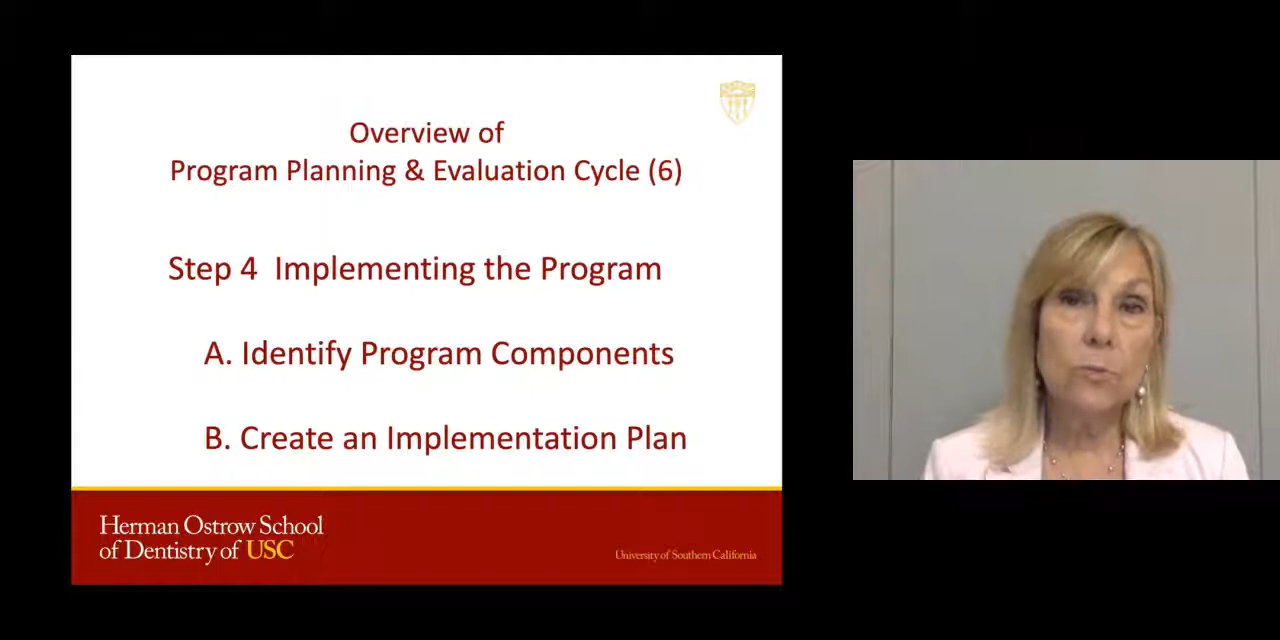 Overview of
Program Planning & Evaluation Cycle (6)
Step 4 Implementing the Program
A. Identify Program Components
B. Create an Implementation Plan
Herman Ostrow School
of Dentistry of USC
University of Southern California